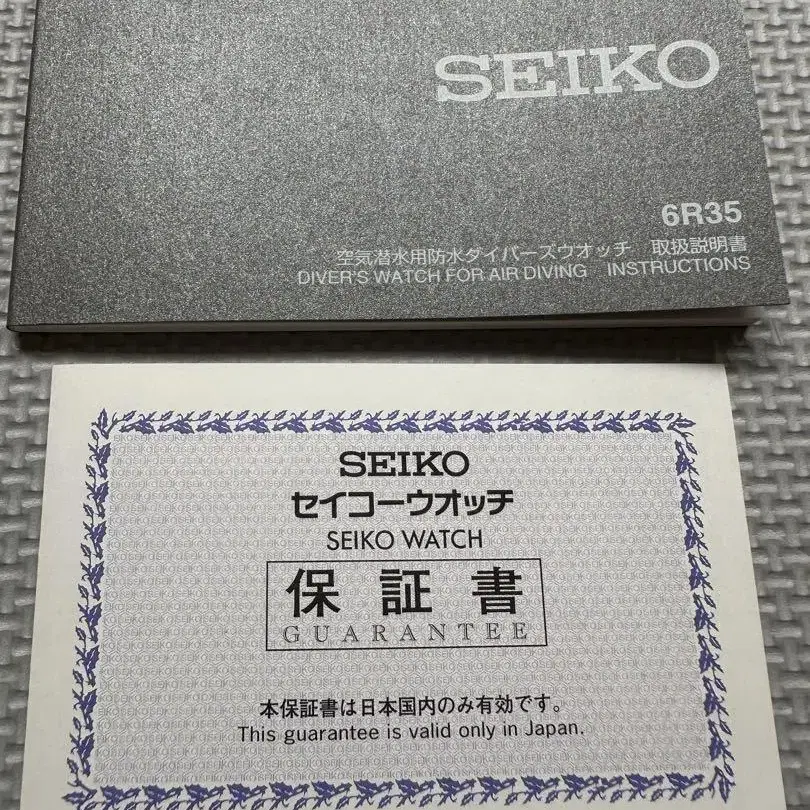 SEIKO
6R35
空気潜水用防水ダイバーズウオッチ 取扱説明書
DIVER'S WATCH FOR AIR DIVING INSTRUCTIONS
SEIKO
セイコーウオッチ
SEIKO WATCH
保証書
GUARANTEE
本保証書は日本国内のみ有効です。
This guarantee is valid only in Japan.